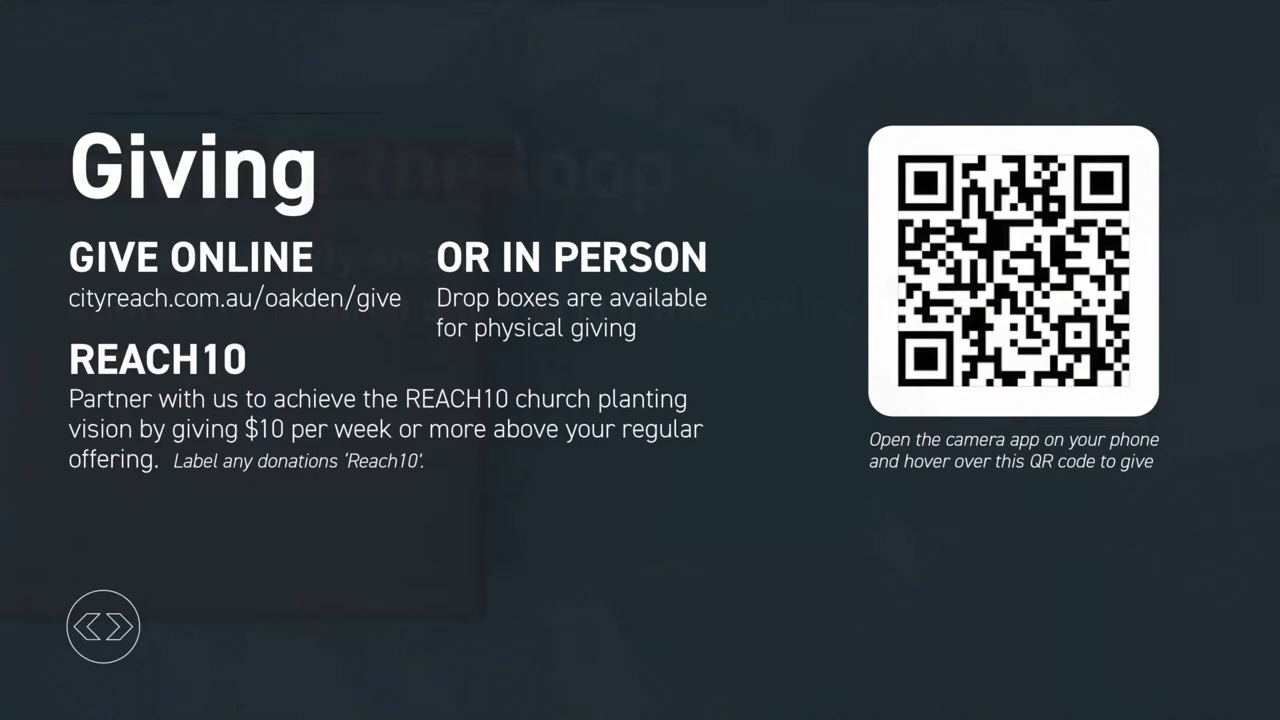 Giving
GIVE ONLINE
cityreach.com.au/oakden/give
OR IN PERSON
Drop boxes are available
for physical giving
REACH10
Partner with us to achieve the REACH10 church planting
vision by giving $10 per week or more above your regular
offering. Label any donations ‘Reach10’.
Open the camera app on your phone
and hover over this QR code to give
the loop